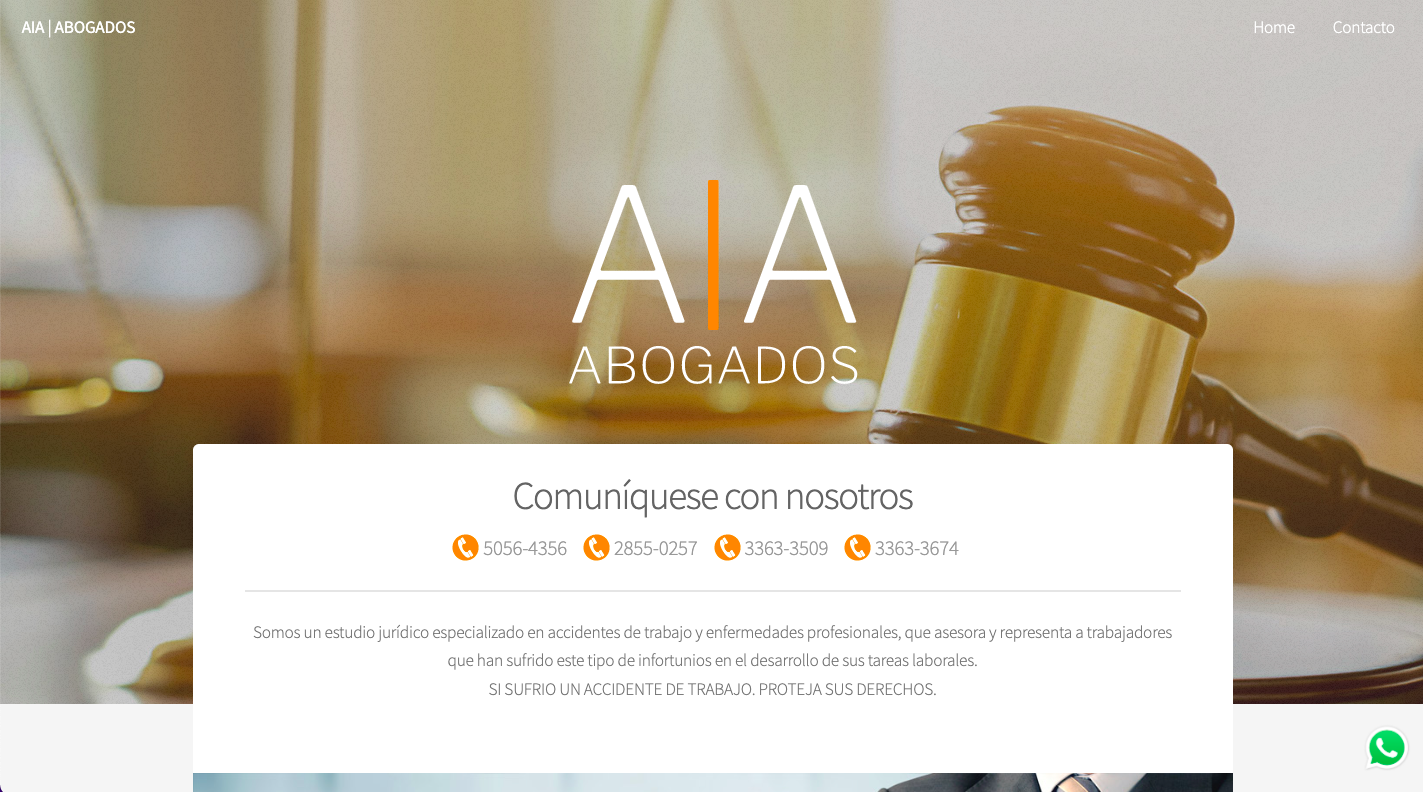 AIA | ABOGADOS
Home
Contacto
A|A
ABOGADOS
Comuníquese con nosotros
5056-4356 2855-0257 3363-3509 3363-3674
Somos un estudio jurídico especializado en accidentes de trabajo y enfermedades profesionales, que asesora y representa a trabajadores
que han sufrido este tipo de infortunios en el desarrollo de sus tareas laborales.
SI SUFRIO UN ACCIDENTE DE TRABAJO. PROTEJA SUS DERECHOS.